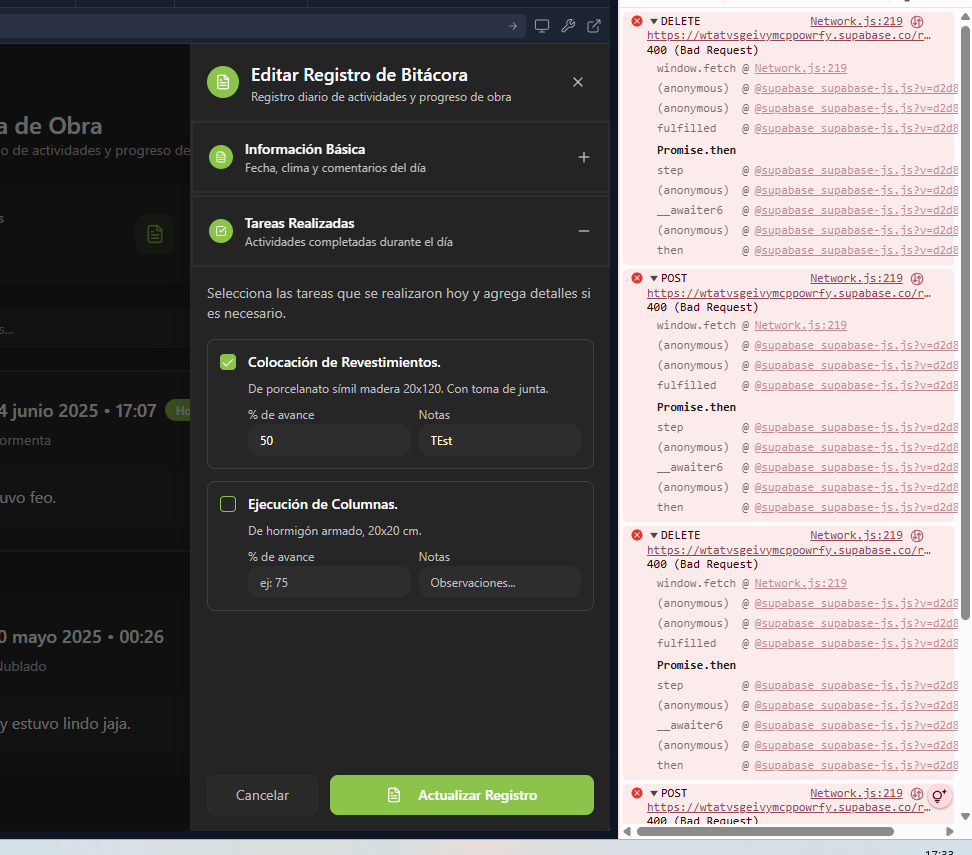 Editar Registro de Bitácora
Registro diario de actividades y progreso de obra
a de Obra
o de actividades y progreso de
Información Básica
Fecha, clima y comentarios del día
Tareas Realizadas
Actividades completadas durante el día
Selecciona las tareas que se realizaron hoy y agrega detalles si
es necesario.
Colocación de Revestimientos.
De porcelanato símil madera 20x120. Con toma de junta.
% de avance Notas
50 TEst
Ejecución de Columnas.
De hormigón armado, 20x20 cm.
% de avance Notas
ej: 75 Observaciones...
Cancelar Actualizar Registro
s
s...
4 junio 2025 • 17:07 Ho
ormenta
uvo feo.
0 mayo 2025 • 00:26
Nublado
y estuvo lindo jaja.
DELETE Network.js:219
https://wtatvsgeivymcppowrfy.supabase.co/r…
400 (Bad Request)
window.fetch @ Network.js:219
(anonymous) @ @supabase_supabase-js.js?v=d2d8
(anonymous) @ @supabase_supabase-js.js?v=d2d8
fulfilled @ @supabase_supabase-js.js?v=d2d8
Promise.then
step @ @supabase_supabase-js.js?v=d2d8
(anonymous) @ @supabase_supabase-js.js?v=d2d8
__awaiter6 @ @supabase_supabase-js.js?v=d2d8
(anonymous) @ @supabase_supabase-js.js?v=d2d8
then @ @supabase_supabase-js.js?v=d2d8
POST Network.js:219
https://wtatvsgeivymcppowrfy.supabase.co/r…
400 (Bad Request)
window.fetch @ Network.js:219
(anonymous) @ @supabase_supabase-js.js?v=d2d8
(anonymous) @ @supabase_supabase-js.js?v=d2d8
fulfilled @ @supabase_supabase-js.js?v=d2d8
Promise.then
step @ @supabase_supabase-js.js?v=d2d8
(anonymous) @ @supabase_supabase-js.js?v=d2d8
__awaiter6 @ @supabase_supabase-js.js?v=d2d8
(anonymous) @ @supabase_supabase-js.js?v=d2d8
then @ @supabase_supabase-js.js?v=d2d8
DELETE Network.js:219
https://wtatvsgeivymcppowrfy.supabase.co/r…
400 (Bad Request)
window.fetch @ Network.js:219
(anonymous) @ @supabase_supabase-js.js?v=d2d8
(anonymous) @ @supabase_supabase-js.js?v=d2d8
fulfilled @ @supabase_supabase-js.js?v=d2d8
Promise.then
step @ @supabase_supabase-js.js?v=d2d8
(anonymous) @ @supabase_supabase-js.js?v=d2d8
__awaiter6 @ @supabase_supabase-js.js?v=d2d8
(anonymous) @ @supabase_supabase-js.js?v=d2d8
then @ @supabase_supabase-js.js?v=d2d8
POST Network.js:219
https://wtatvsgeivymcppowrfy.supabase.co/r…
400 (Bad Request)